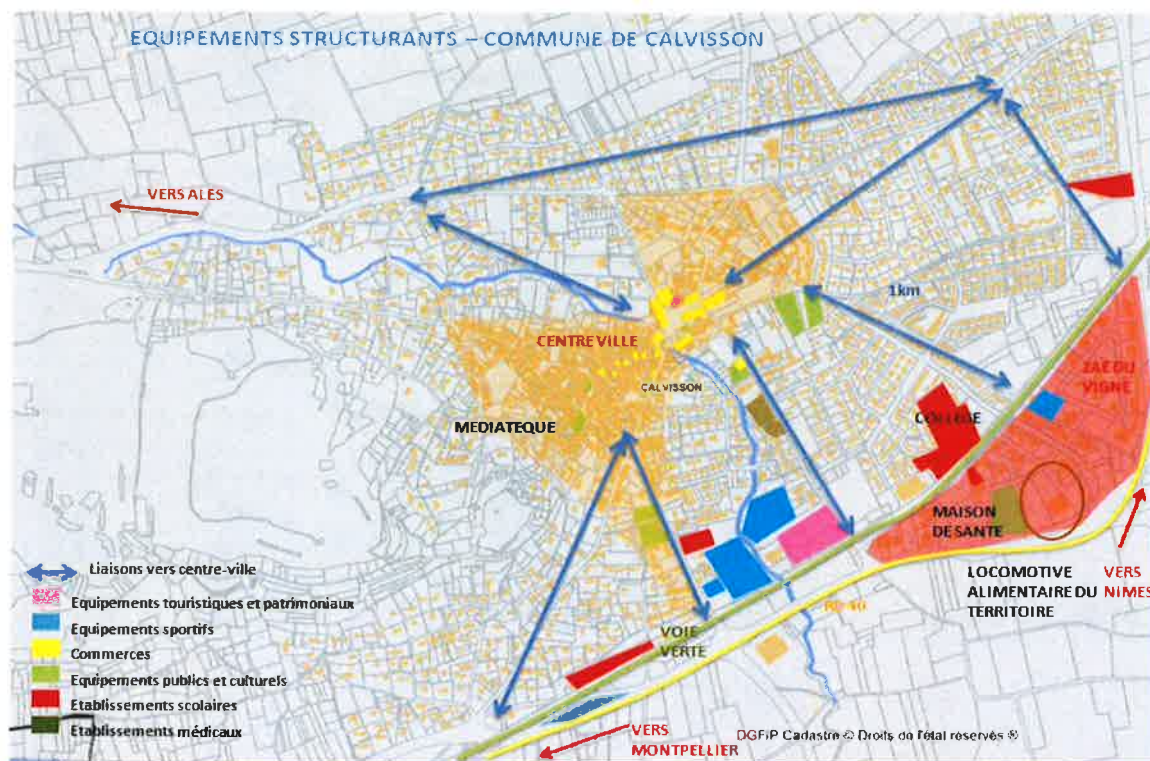 EQUIPEMENTS STRUCTURANTS – COMMUNE DE CALVISSON
VERS ALES
1km
CENTRE VILLE
CALVISSON
MEDIATEQUE
ZAE DU
VIGNE
COLLEGE
MAISON
DE SANTE
LOCOMOTIVE
ALIMENTAIRE DU
TERRITOIRE
VERS
NIMES
RD 40
VOIE
VERTE
VERS
MONTPELLIER
Liaisons vers centre-ville
Equipements touristiques et patrimoniaux
Equipements sportifs
Commerces
Equipements publics et culturels
Etablissements scolaires
Etablissements médicaux
DGFiP Cadastre © Droits de l'état réservés ®